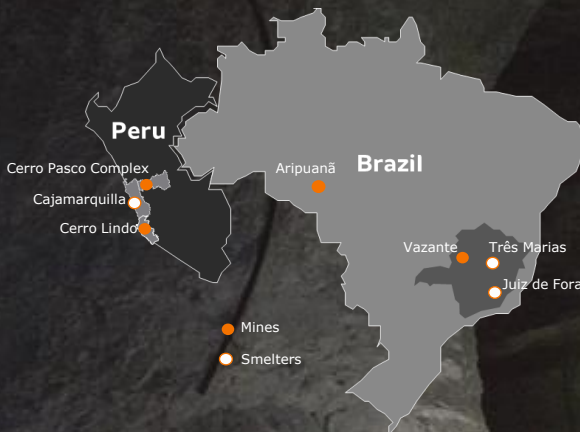 Peru
Brazil
Cerro Pasco Complex
Aripuanã
Cajamarquilla
Cerro Lindo
Vazante
Três Marias
Juiz de Fora
Mines
Smelters